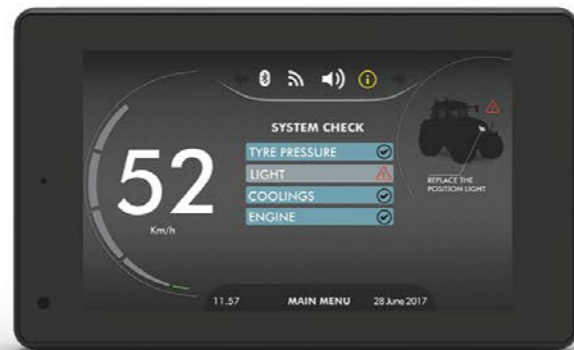 SYSTEM CHECK
TYRE PRESSURE
LIGHT
COOLINGS
ENGINE
52
Km/h
REPLACE THE
POSITION LIGHT
11.57
MAIN MENU
28 June 2017